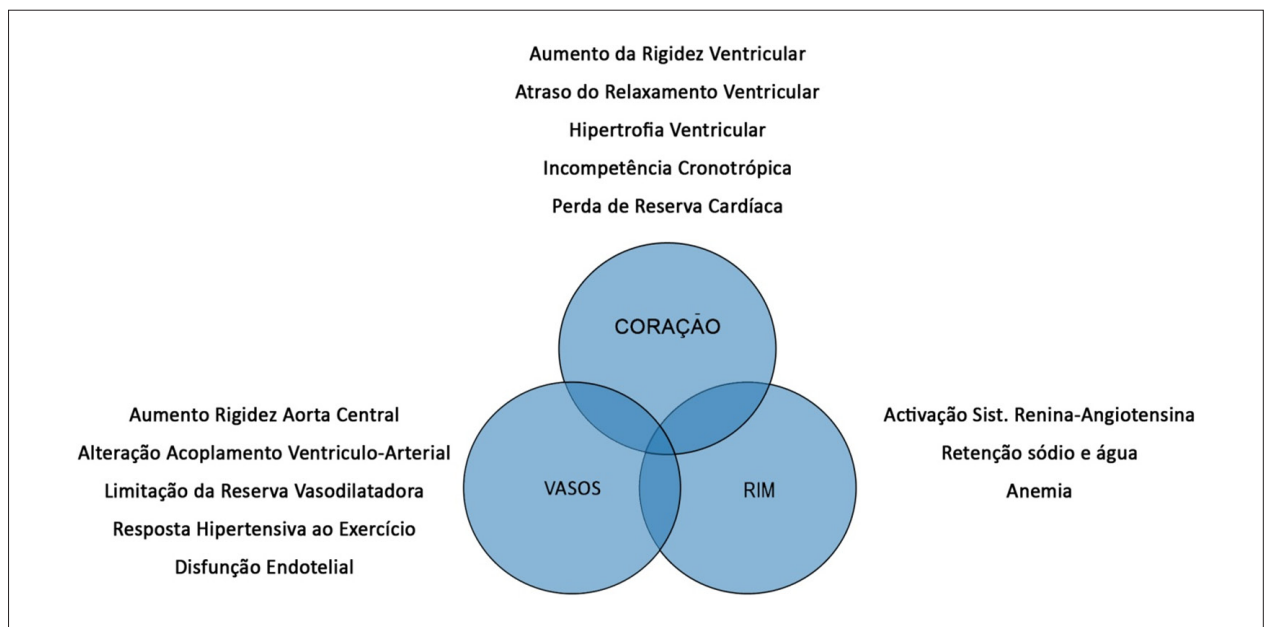 Aumento da Rigidez Ventricular
Atraso do Relaxamento Ventricular
Hipertrofia Ventricular
Incompetência Cronotrópica
Perda de Reserva Cardíaca
CORAÇÃO
Aumento Rigidez Aorta Central
Alteração Acoplamento Ventriculo-Arterial
Limitação da Reserva Vasodilatadora
Resposta Hipertensiva ao Exercício
Disfunção Endotelial
VASOS
RIM
Activação Sist. Renina-Angiotensina
Retenção sódio e água
Anemia